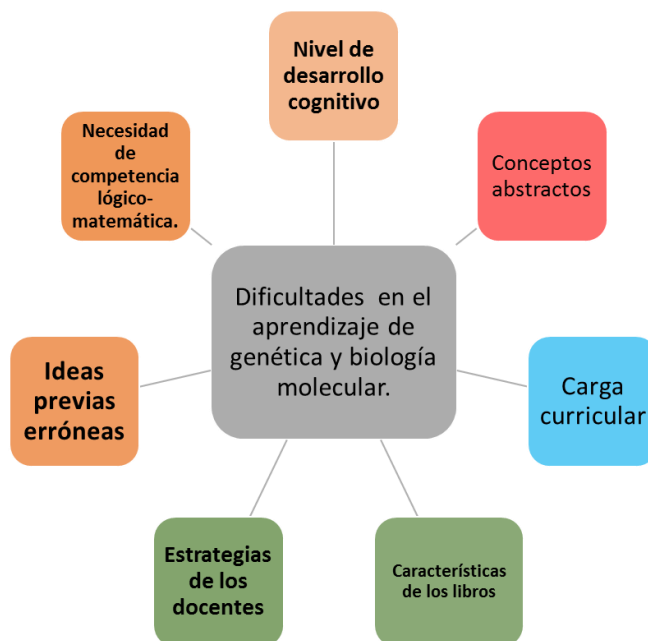 Nivel de
desarrollo
cognitivo
Necesidad
de
competencia
lógico-
matemática.
Conceptos
abstractos
Dificultades en el
aprendizaje de
genética y biología
molecular.
Ideas
previas
erróneas
Carga
curricular
Estrategias
de los
docentes
Características
de los libros